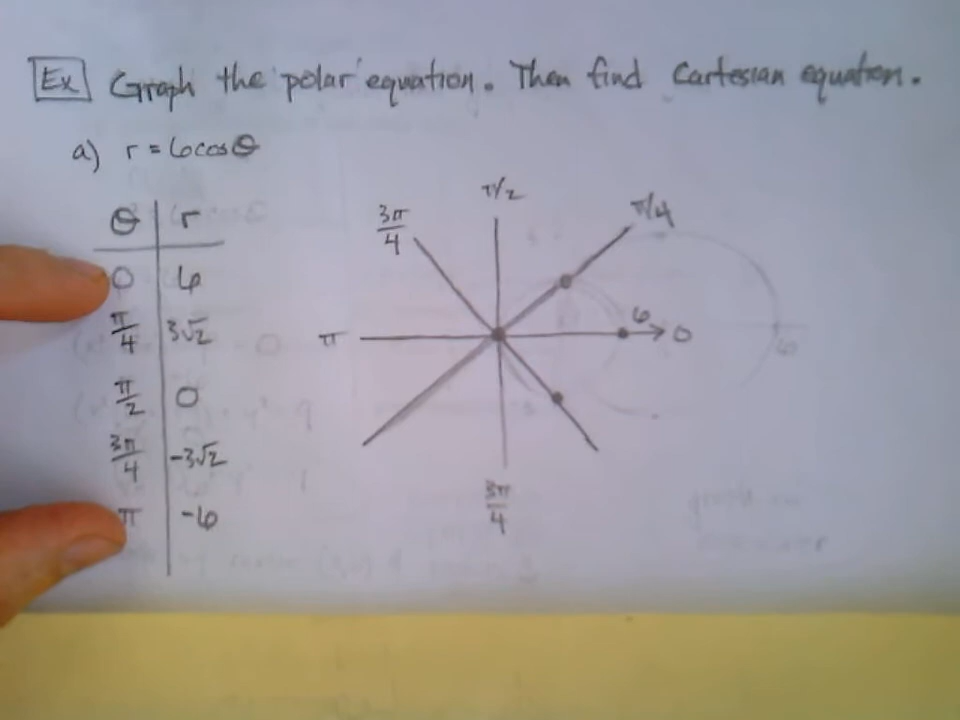 Ex Graph the polar equation. Then find Cartesian equation.
a) r = 6cosθ
θ r
0 6
π/4 3√2
π/2 0
3π/4 -3√2
π -6
π/2
3π/4
π/4
π
6
0
3π/4